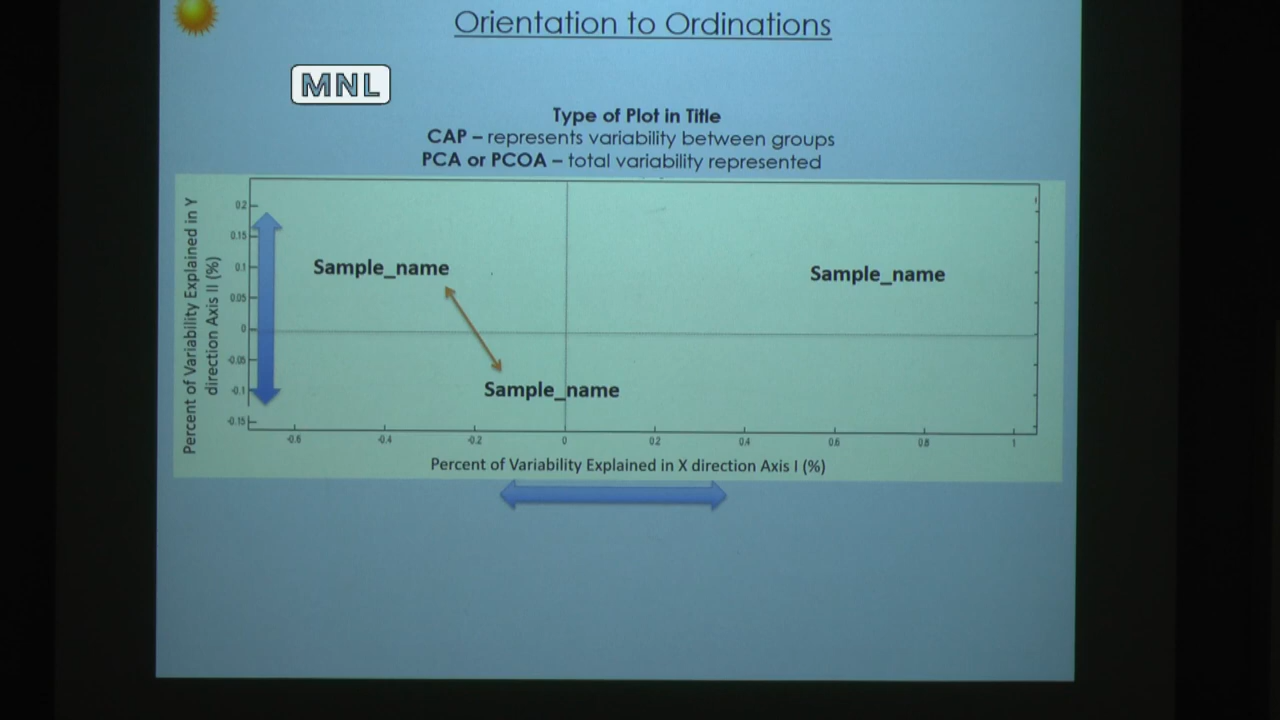 Orientation to Ordinations
MNL
Type of Plot in Title
CAP – represents variability between groups
PCA or PCOA – total variability represented
Percent of Variability Explained in Y
direction Axis II (%)
0.2
0.15
0.1
0.05
0
-0.05
-0.1
-0.15
Sample_name
Sample_name
Sample_name
-0.6
-0.4
-0.2
0
0.2
0.4
0.6
0.8
1
Percent of Variability Explained in X direction Axis I (%)